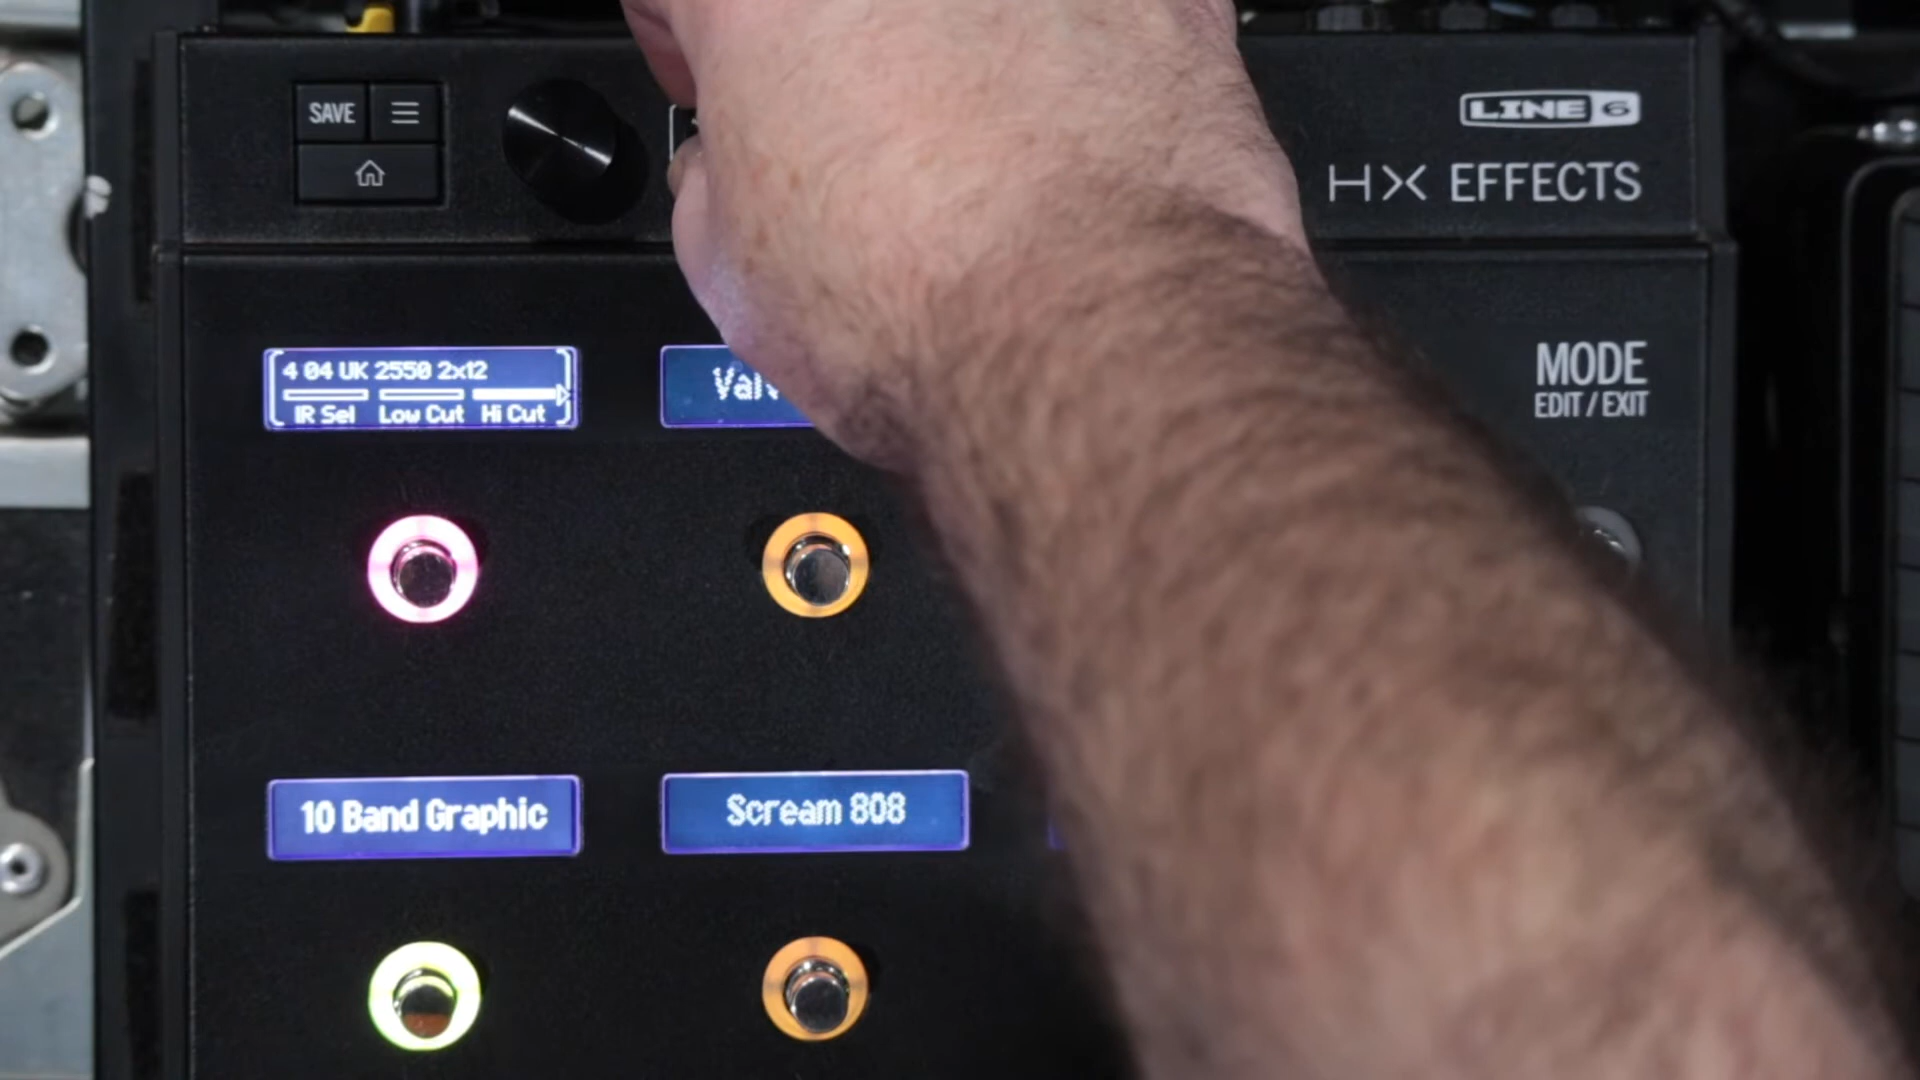 SAVE
LINE 6
HX EFFECTS
MODE
EDIT / EXIT
4 04 UK 2550 2x12
IR Sel Low Cut Hi Cut
10 Band Graphic
Scream 808